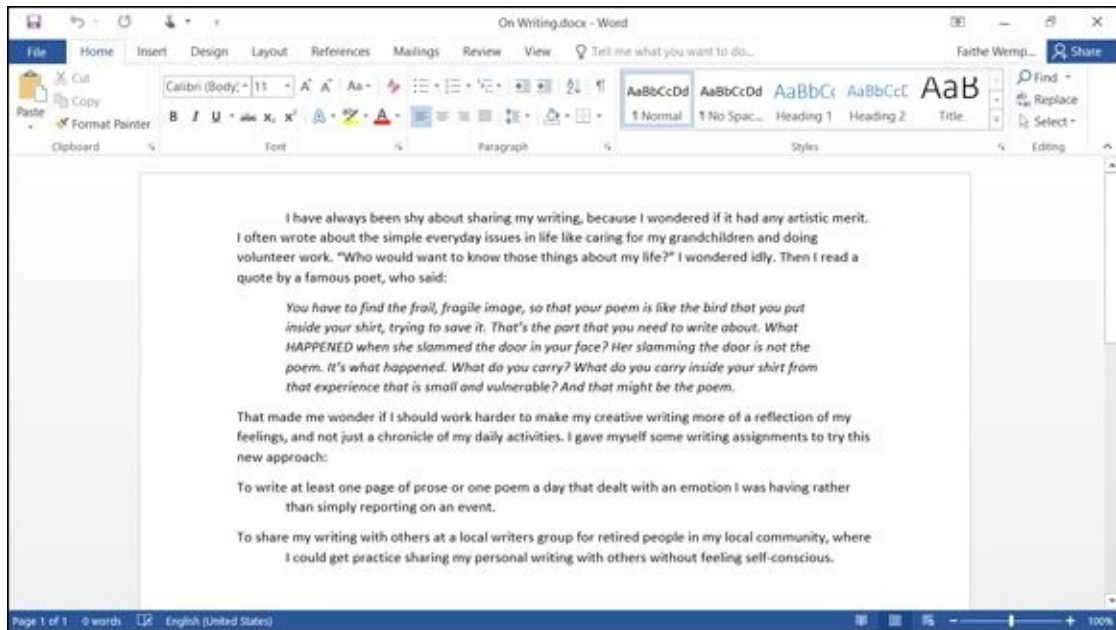 On Writing.docx - Word
File Home Insert Design Layout References Mailings Review View Tell me what you want to do... Faithe Wemp... Share
Cut
Copy
Paste
Format Painter
Calibri (Body) 11
AaBbCcDd AaBbCcDd AaBbCc AaBbCcD AaB
¶ Normal ¶ No Spac... Heading 1 Heading 2 Title
Find
Replace
Select
Clipboard Font Paragraph Styles Editing
I have always been shy about sharing my writing, because I wondered if it had any artistic merit.
I often wrote about the simple everyday issues in life like caring for my grandchildren and doing
volunteer work. “Who would want to know those things about my life?” I wondered idly. Then I read a
quote by a famous poet, who said:
You have to find the frail, fragile image, so that your poem is like the bird that you put
inside your shirt, trying to save it. That’s the part that you need to write about. What
HAPPENED when she slammed the door in your face? Her slamming the door is not the
poem. It’s what happened. What do you carry? What do you carry inside your shirt from
that experience that is small and vulnerable? And that might be the poem.
That made me wonder if I should work harder to make my creative writing more of a reflection of my
feelings, and not just a chronicle of my daily activities. I gave myself some writing assignments to try this
new approach:
To write at least one page of prose or one poem a day that dealt with an emotion I was having rather
than simply reporting on an event.
To share my writing with others at a local writers group for retired people in my local community, where
I could get practice sharing my personal writing with others without feeling self-conscious.
Page 1 of 1 0 words English (United States) 100%